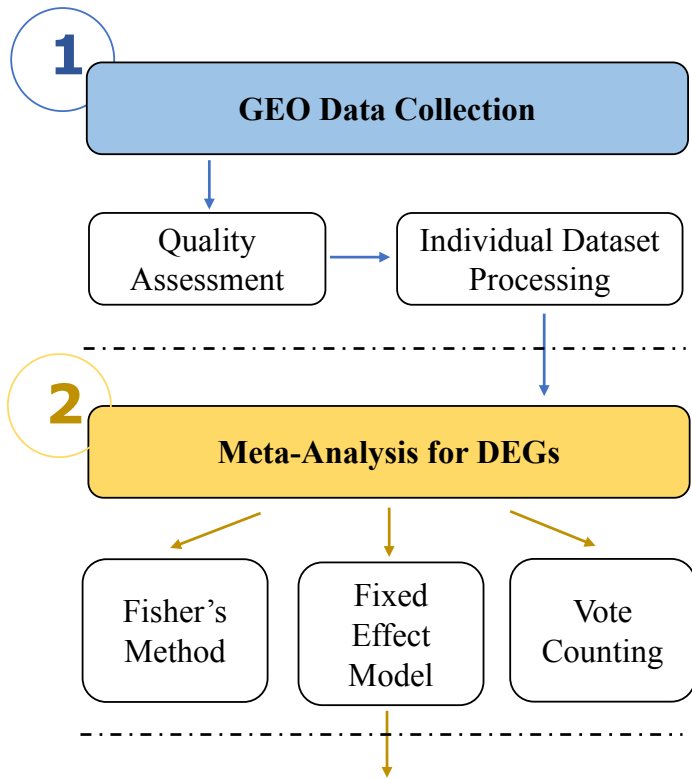 1
GEO Data Collection
Quality
Assessment
Individual Dataset
Processing
2
Meta-Analysis for DEGs
Fisher’s
Method
Fixed
Effect
Model
Vote
Counting